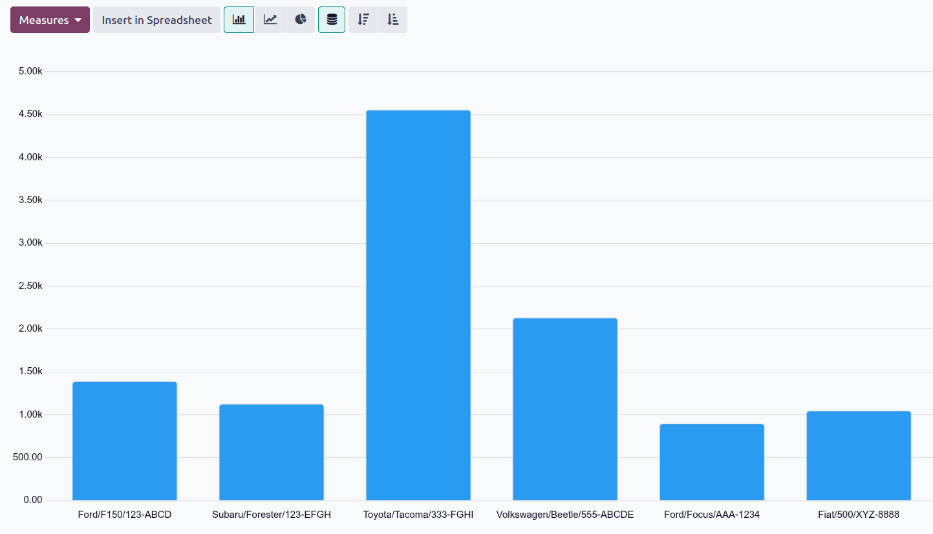 Measures Insert in Spreadsheet
5.00k
4.50k
4.00k
3.50k
3.00k
2.50k
2.00k
1.50k
1.00k
500.00
0.00
Ford/F150/123-ABCD Subaru/Forester/123-EFGH Toyota/Tacoma/333-FGHI Volkswagen/Beetle/555-ABCDE Ford/Focus/AAA-1234 Fiat/500/XYZ-8888